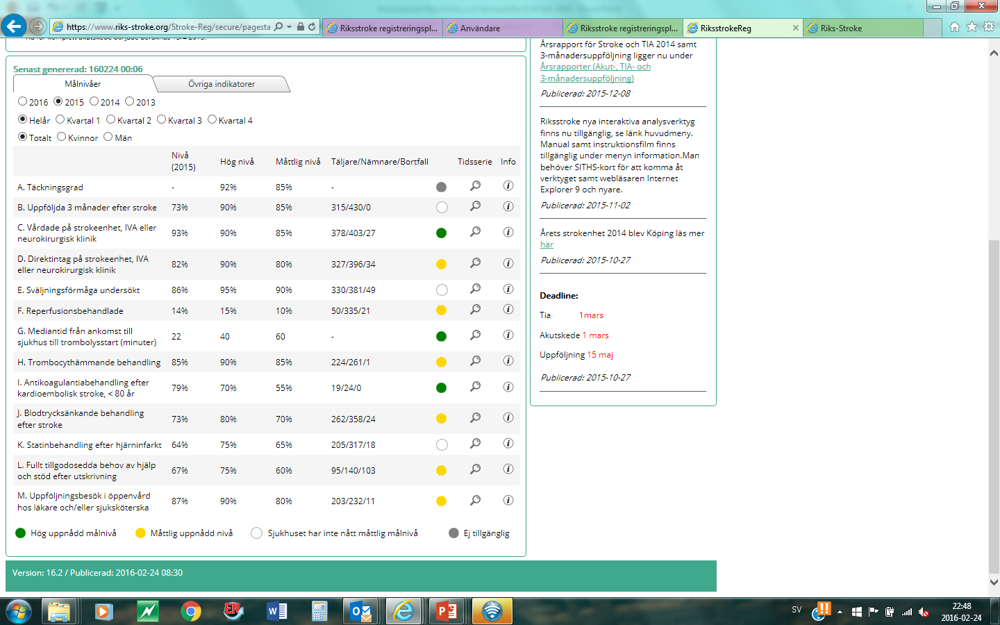 https://www.riks-stroke.org/Stroke-Reg/secure/pagesta
Riksstroke registreringspl...
Användare
Riksstroke registreringspl...
RiksstrokeReg
Riks-Stroke
Senast genererad: 160224 00:06
Målnivåer
Övriga indikatorer
2016 2015 2014 2013
Helår Kvartal 1 Kvartal 2 Kvartal 3 Kvartal 4
Totalt Kvinnor Män
Nivå (2015) Hög nivå Måttlig nivå Täljare/Nämnare/Bortfall Tidsserie Info
A. Täckningsgrad - 92% 85% -
B. Uppföljda 3 månader efter stroke 73% 90% 85% 315/430/0
C. Vårdade på strokeenhet, IVA eller
neurokirurgisk klinik 93% 90% 85% 378/403/27
D. Direktintag på strokeenhet, IVA
eller neurokirurgisk klinik 82% 90% 80% 327/396/34
E. Sväljningsförmåga undersökt 86% 95% 90% 330/381/49
F. Reperfusionsbehandlade 14% 15% 10% 50/335/21
G. Mediantid från ankomst till
sjukhus till trombolysstart (minuter) 22 40 60 -
H. Trombocythämmande behandling 85% 90% 85% 224/261/1
I. Antikoagulantiabehandling efter
kardioembolisk stroke, < 80 år 79% 70% 55% 19/24/0
J. Blodtrycksänkande behandling
efter stroke 73% 80% 70% 262/358/24
K. Statinbehandling efter hjärninfarkt 64% 75% 65% 205/317/18
L. Fullt tillgodosedda behov av hjälp
och stöd efter utskrivning 67% 75% 60% 95/140/103
M. Uppföljningsbesök i öppenvård
hos läkare och/eller sjuksköterska 87% 90% 80% 203/232/11
Hög uppnådd målnivå Måttlig uppnådd nivå Sjukhuset har inte nått måttlig målnivå Ej tillgänglig
Årsrapport för Stroke och TIA 2014 samt
3-månadersuppföljning ligger nu under
Årsrapporter (Akut-, TIA- och
3-månadersuppföljning)
Publicerad: 2015-12-08
Riksstroke nya interaktiva analysverktyg
finns nu tillgänglig, se länk huvudmeny.
Manual samt instruktionsfilm finns
tillgänglig under menyn information.Man
behöver SITHS-kort för att komma åt
verktyget samt webläsaren Internet
Explorer 9 och nyare.
Publicerad: 2015-11-02
Årets strokenhet 2014 blev Köping läs mer
här
Publicerad: 2015-10-27
Deadline:
Tia 1mars
Akutskede 1 mars
Uppföljning 15 maj
Publicerad: 2015-10-27
Version: 16.2 / Publicerad: 2016-02-24 08:30
SV
22:48
2016-02-24